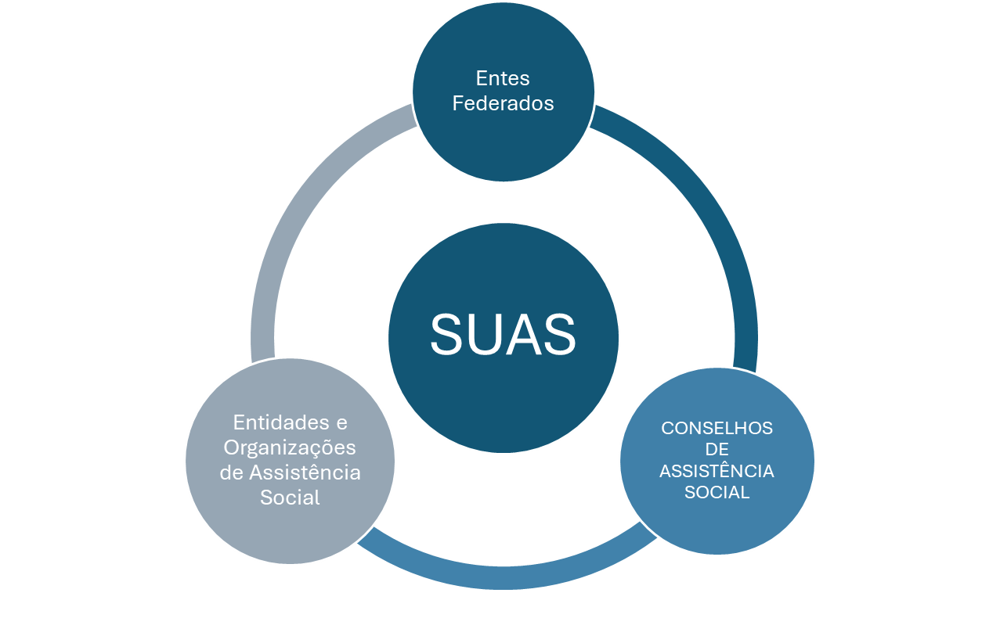 Entes
Federados
SUAS
Entidades e
Organizações
de Assistência
Social
CONSELHOS
DE
ASSISTÊNCIA
SOCIAL